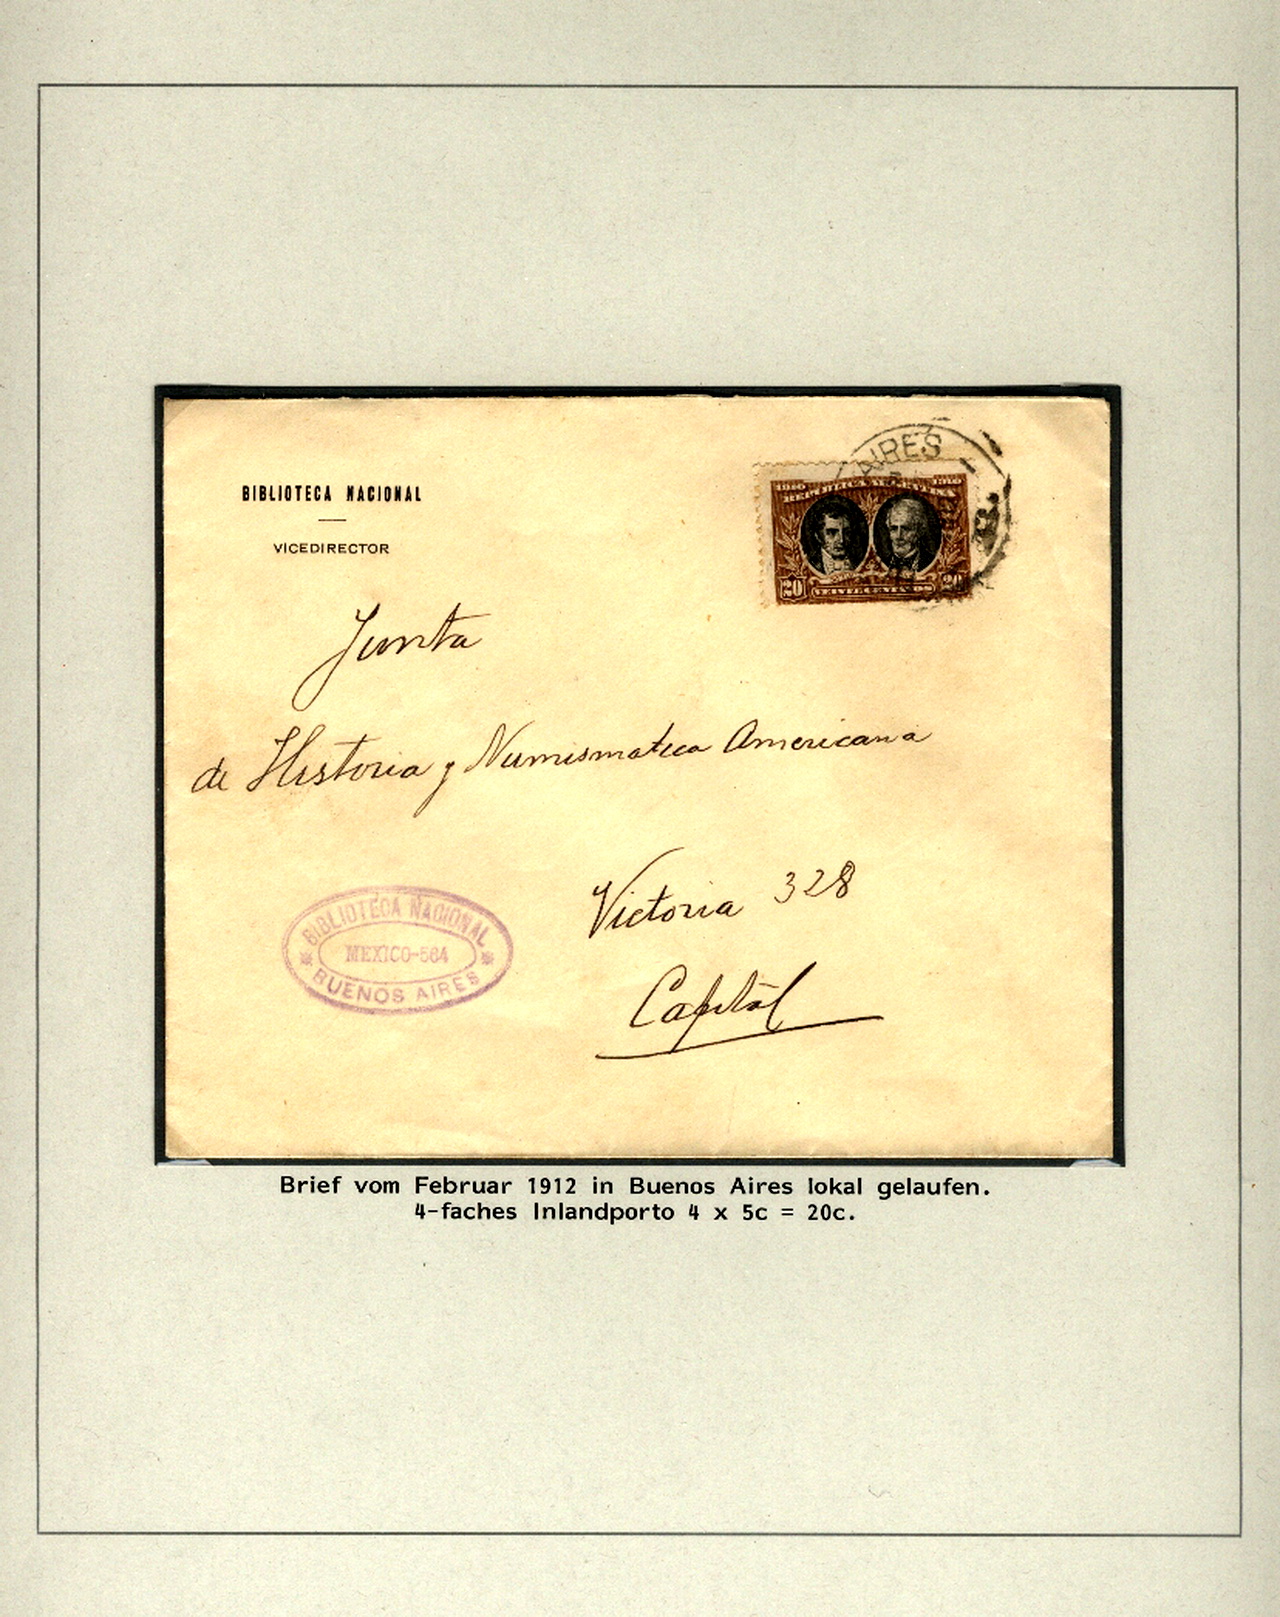 BIBLIOTECA NACIONAL
VICEDIRECTOR
AIRES
1810 1910
REPUBLICA ARGENTINA
20 20
VEINTE CENTAVOS
Junta
de Historia y Numismatica Americana
Victoria 328
Capital
BIBLIOTECA NACIONAL
MEXICO-564
BUENOS AIRES
Brief vom Februar 1912 in Buenos Aires lokal gelaufen.
4-faches Inlandporto 4 x 5c = 20c.